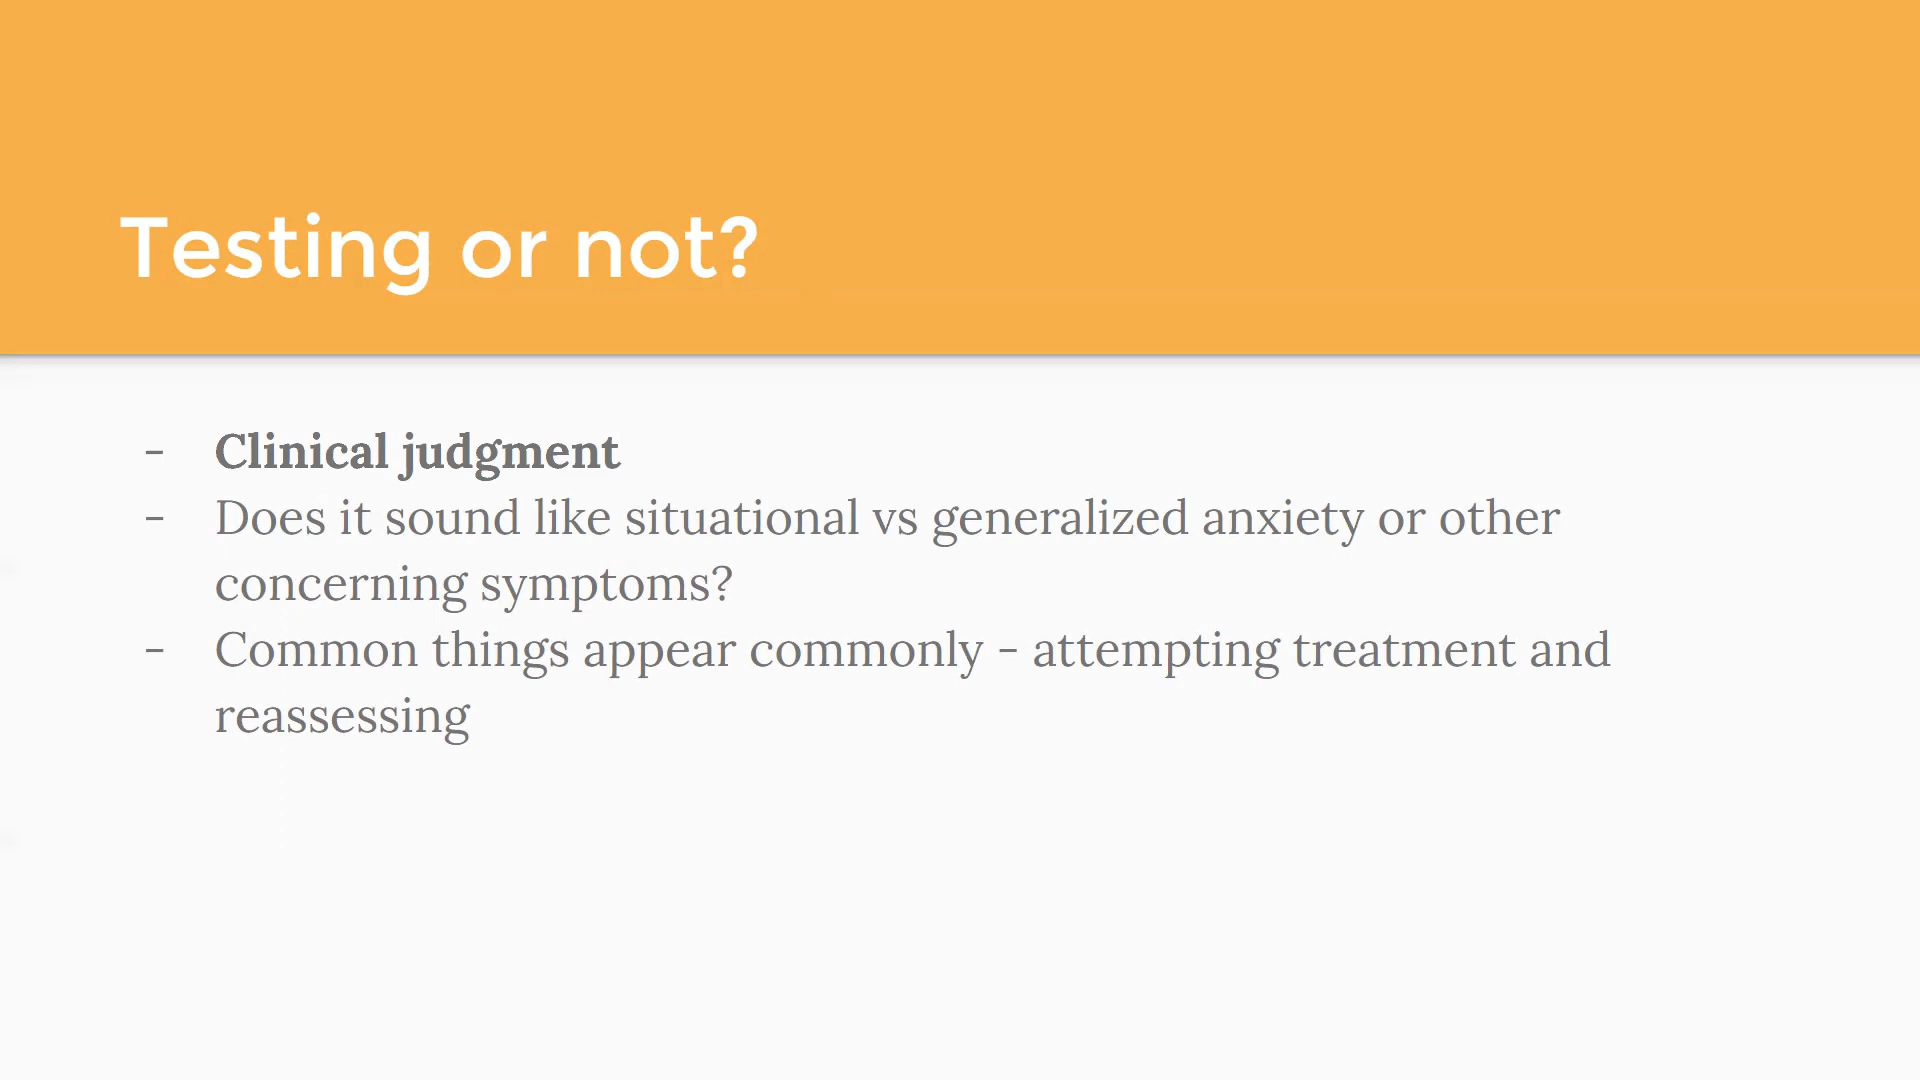 Testing or not?
- Clinical judgment
- Does it sound like situational vs generalized anxiety or other
concerning symptoms?
- Common things appear commonly - attempting treatment and
reassessing